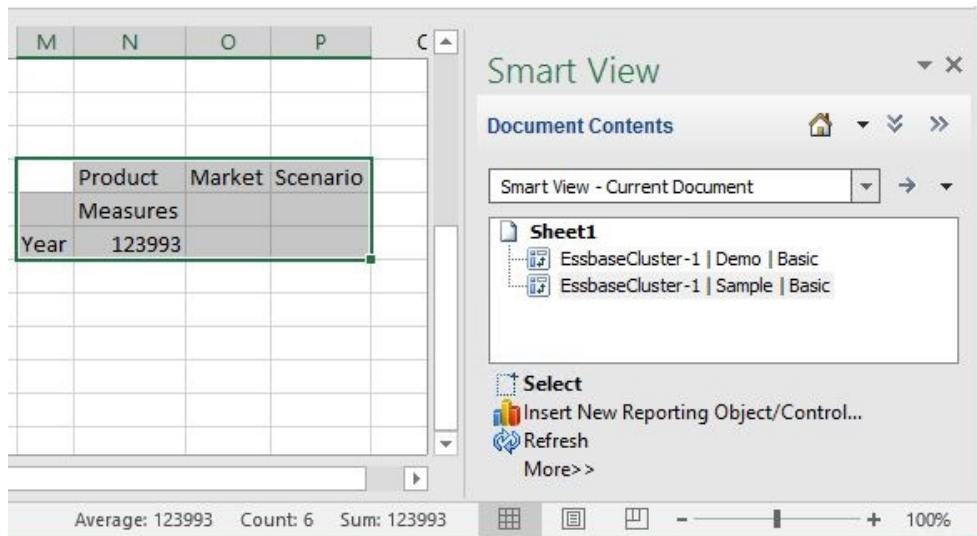 M N O P C
Product Market Scenario
Measures
Year 123993
Average: 123993 Count: 6 Sum: 123993
Smart View
Document Contents
Smart View - Current Document
Sheet1
EssbaseCluster-1 | Demo | Basic
EssbaseCluster-1 | Sample | Basic
Select
Insert New Reporting Object/Control...
Refresh
More>>
100%